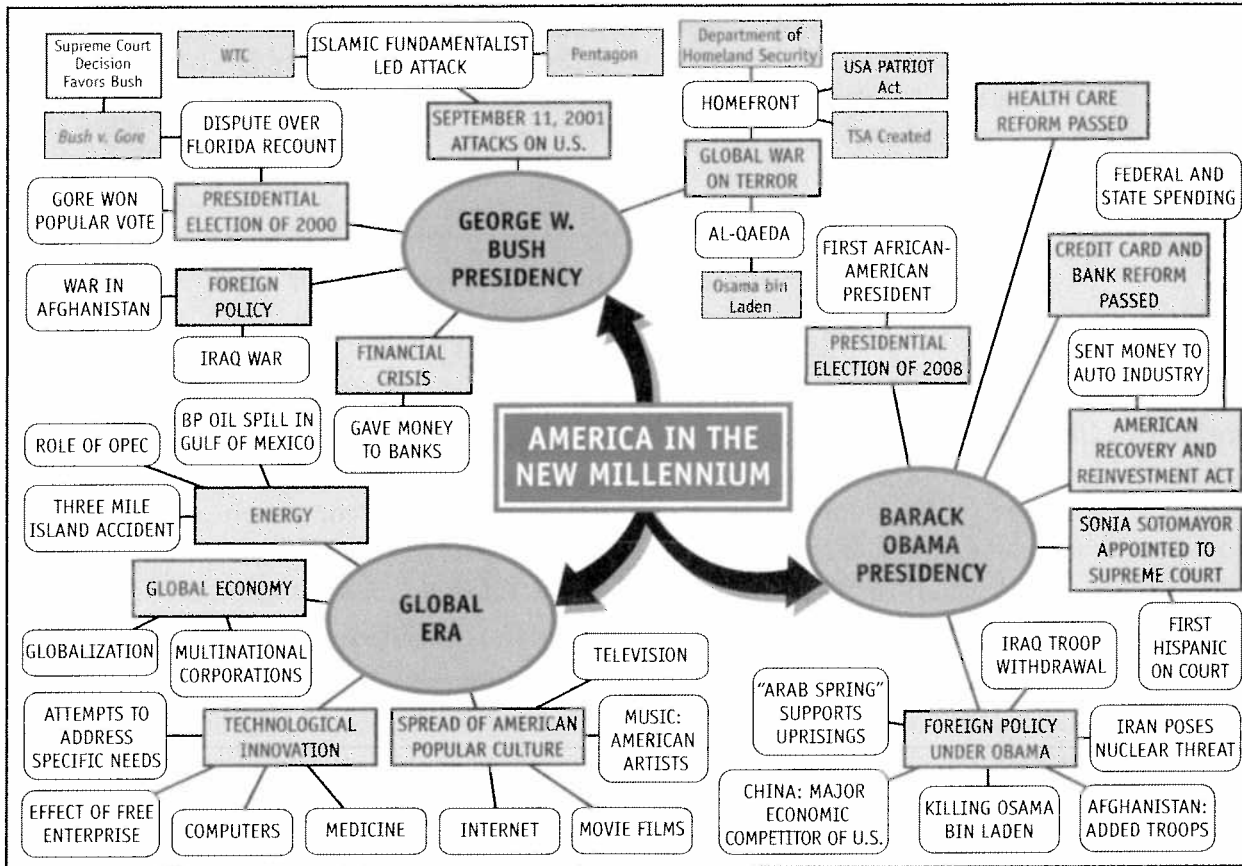 Supreme Court
Decision
Favors Bush
Bush v. Gore
DISPUTE OVER
FLORIDA RECOUNT
GORE WON
POPULAR VOTE
PRESIDENTIAL
ELECTION OF 2000
WTC
ISLAMIC FUNDAMENTALIST
LED ATTACK
Pentagon
SEPTEMBER 11, 2001
ATTACKS ON U.S.
Department of
Homeland Security
HOMEFRONT
USA PATRIOT
Act
TSA Created
GLOBAL WAR
ON TERROR
AL-QAEDA
Osama bin
Laden
GEORGE W.
BUSH
PRESIDENCY
WAR IN
AFGHANISTAN
FOREIGN
POLICY
IRAQ WAR
FINANCIAL
CRISIS
GAVE MONEY
TO BANKS
AMERICA IN THE
NEW MILLENNIUM
HEALTH CARE
REFORM PASSED
FEDERAL AND
STATE SPENDING
FIRST AFRICAN-
AMERICAN
PRESIDENT
CREDIT CARD AND
BANK REFORM
PASSED
PRESIDENTIAL
ELECTION OF 2008
SENT MONEY TO
AUTO INDUSTRY
AMERICAN
RECOVERY AND
REINVESTMENT ACT
BARACK
OBAMA
PRESIDENCY
SONIA SOTOMAYOR
APPOINTED TO
SUPREME COURT
FIRST
HISPANIC
ON COURT
IRAQ TROOP
WITHDRAWAL
"ARAB SPRING"
SUPPORTS
UPRISINGS
FOREIGN POLICY
UNDER OBAMA
IRAN POSES
NUCLEAR THREAT
CHINA: MAJOR
ECONOMIC
COMPETITOR OF U.S.
KILLING OSAMA
BIN LADEN
AFGHANISTAN:
ADDED TROOPS
ROLE OF OPEC
BP OIL SPILL IN
GULF OF MEXICO
THREE MILE
ISLAND ACCIDENT
ENERGY
GLOBAL ECONOMY
GLOBALIZATION
MULTINATIONAL
CORPORATIONS
GLOBAL
ERA
ATTEMPTS TO
ADDRESS
SPECIFIC NEEDS
TECHNOLOGICAL
INNOVATION
EFFECT OF FREE
ENTERPRISE
COMPUTERS
MEDICINE
SPREAD OF AMERICAN
POPULAR CULTURE
TELEVISION
MUSIC:
AMERICAN
ARTISTS
INTERNET
MOVIE FILMS